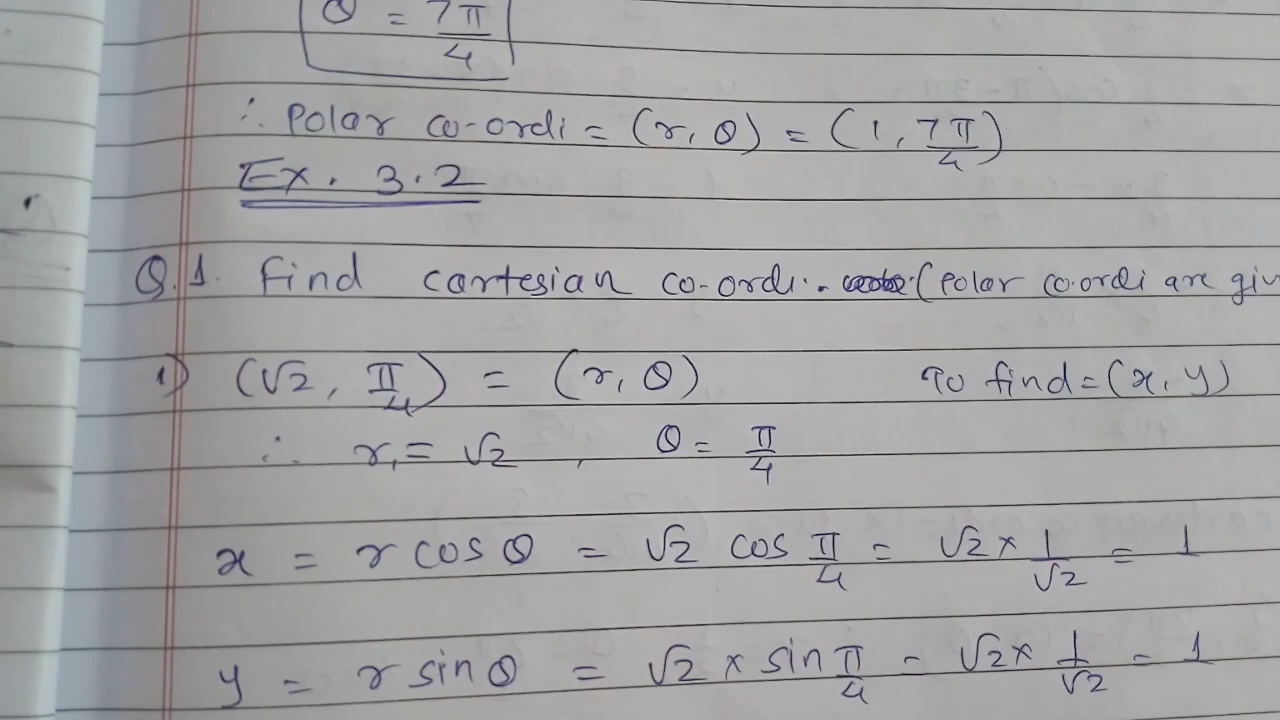 θ = 7π/4
∴ Polar co-ordi = (r, θ) = (1, 7π/4)
Ex. 3.2
Q.1. Find cartesian co-ordi. (Polar co.ordi are giv
1) (√2, π/4) = (r, θ) To find = (x, y)
∴ r, = √2 , θ = π/4
x = r cos θ = √2 cos π/4 = √2 × 1/√2 = 1
y = r sin θ = √2 × sin π/4 = √2 × 1/√2 = 1